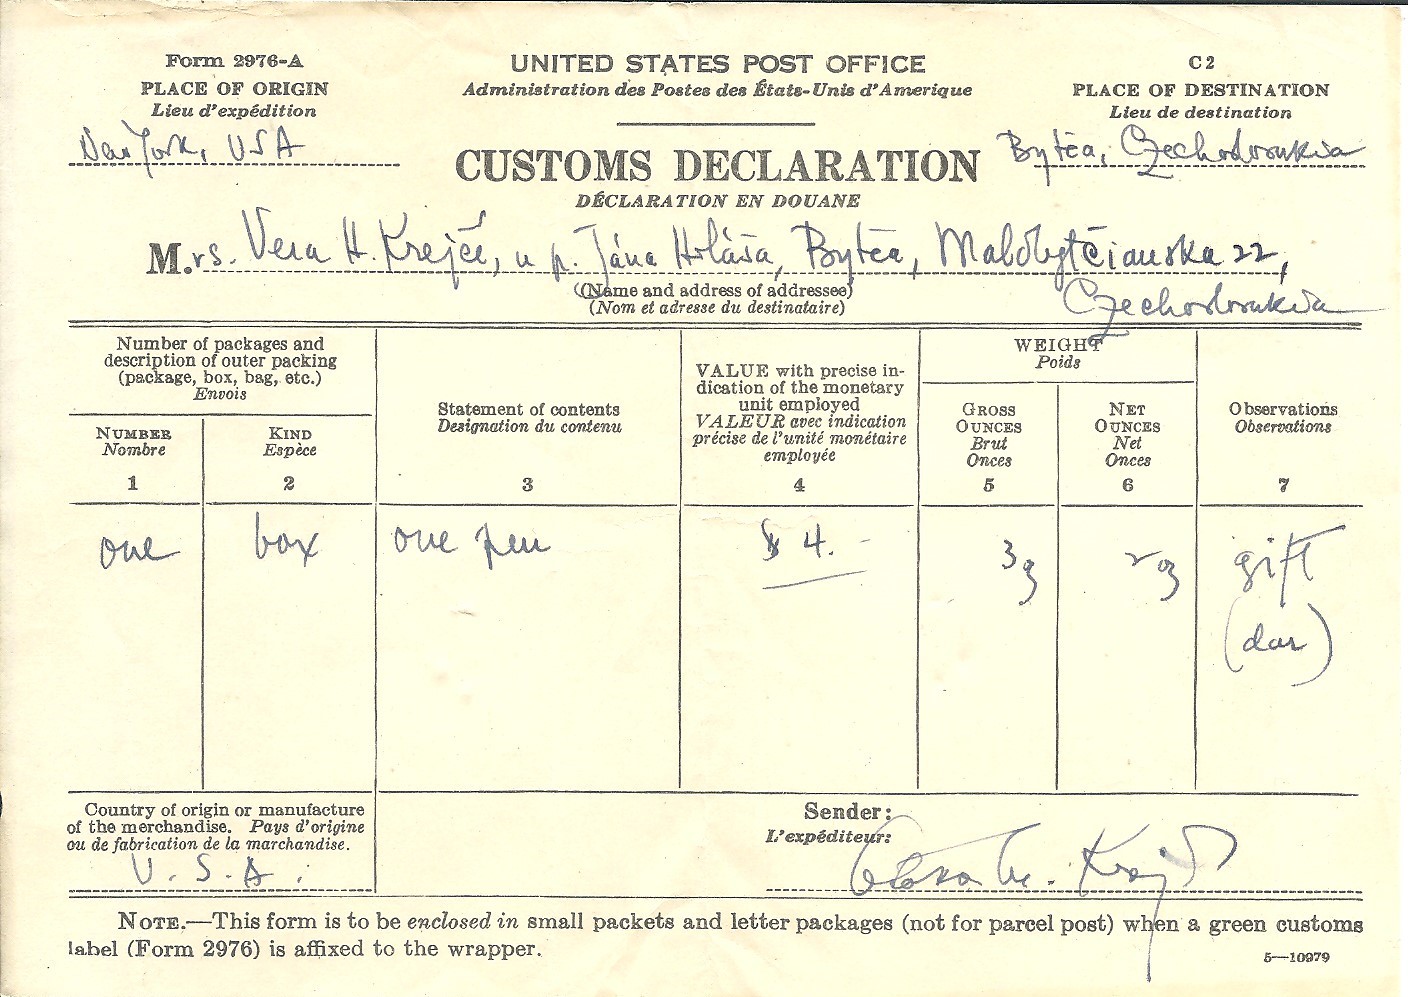 Form 2976-A
PLACE OF ORIGIN
Lieu d'expédition
New York, USA
UNITED STATES POST OFFICE
Administration des Postes des États-Unis d'Amerique
CUSTOMS DECLARATION
DÉCLARATION EN DOUANE
C 2
PLACE OF DESTINATION
Lieu de destination
Bytča, Czechoslovakia
M.rs. Vera H. Krejčí, u p. Jána Hrláša, Bytča, Malobytčianska 22,
Czechoslovakia
(Name and address of addressee)
(Nom et adresse du destinataire)
Number of packages and
description of outer packing
(package, box, bag, etc.)
Envois
NUMBER
Nombre
1
KIND
Espèce
2
Statement of contents
Désignation du contenu
3
VALUE with precise in-
dication of the monetary
unit employed
VALEUR avec indication
précise de l'unité monétaire
employée
4
WEIGHT
Poids
GROSS
OUNCES
Brut
Onces
5
NET
OUNCES
Net
Onces
6
Observations
Observations
7
one box one pen $ 4.- 3 2 gift
(dar)
Country of origin or manufacture
of the merchandise. Pays d'origine
ou de fabrication de la marchandise.
U.S.A.
Sender:
L'expéditeur:
NOTE.—This form is to be enclosed in small packets and letter packages (not for parcel post) when a green customs
label (Form 2976) is affixed to the wrapper.
5—10979